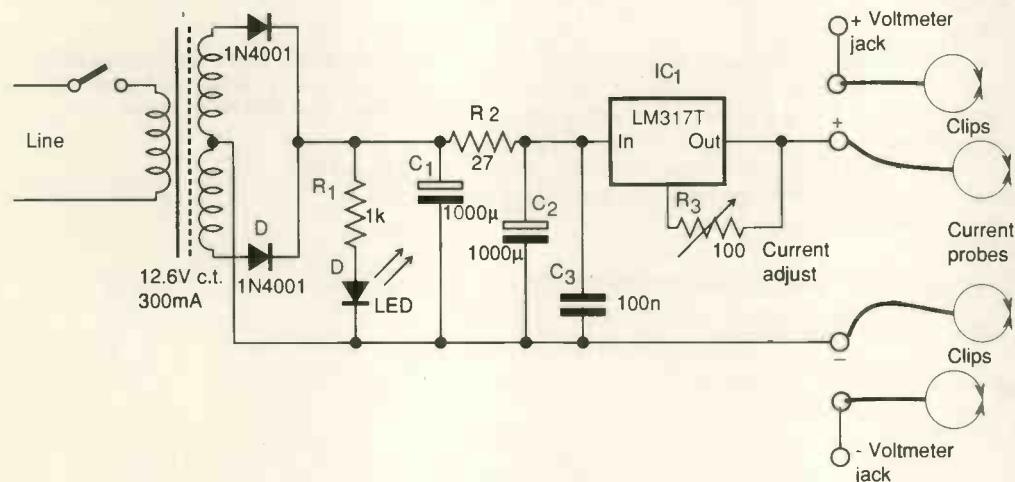 1N4001
Line
12.6V c.t.
300mA
D
1N4001
R1
1k
D
LED
C1
1000µ
R 2
27
C2
1000µ
C3
100n
IC1
LM317T
In
Out
R3
100
Current
adjust
+ Voltmeter
jack
Clips
+
Current
probes
–
Clips
- Voltmeter
jack